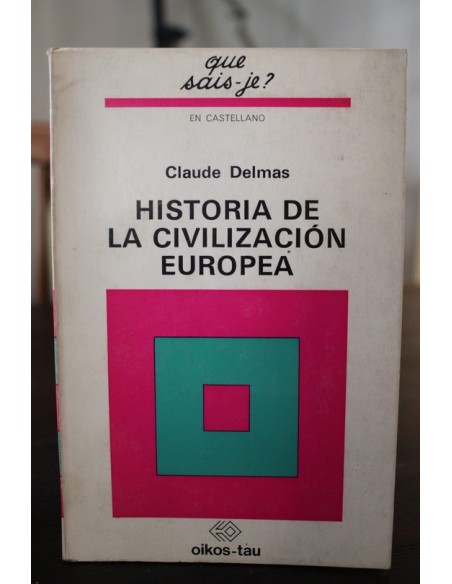 que
sais-je?
EN CASTELLANO
Claude Delmas
HISTORIA DE
LA CIVILIZACIÓN
EUROPEA
oikos-tau